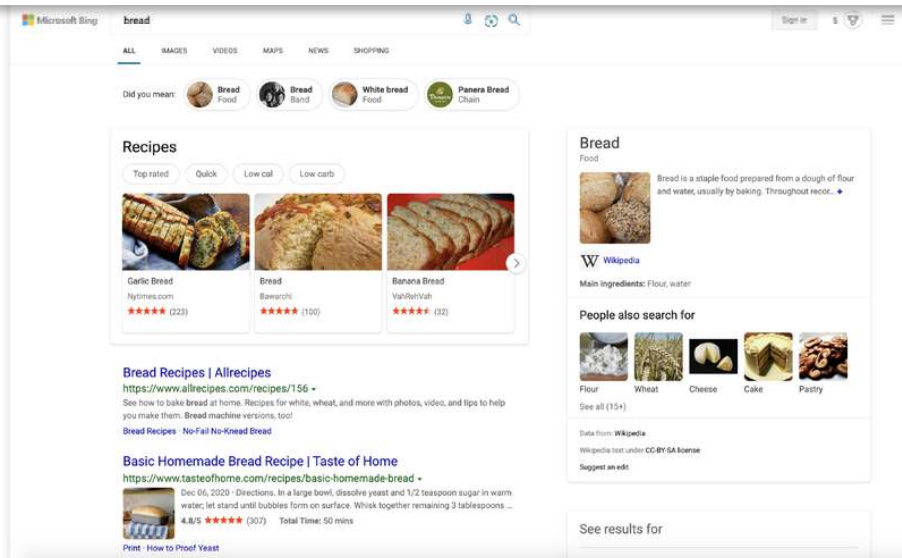 Microsoft Bing
bread
Sign in
5
ALL IMAGES VIDEOS MAPS NEWS SHOPPING
Did you mean:
Bread
Food
Bread
Band
White bread
Food
Panera Bread
Chain
Recipes
Top rated Quick Low cal Low carb
Garlic Bread
Nytimes.com
(223)
Bread
Bawarchi
(100)
Banana Bread
VahRehVah
(32)
Bread Recipes | Allrecipes
https://www.allrecipes.com/recipes/156
See how to bake bread at home. Recipes for white, wheat, and more with photos, video, and tips to help
you make them. Bread machine versions, too!
Bread Recipes · No-Fail No-Knead Bread
Basic Homemade Bread Recipe | Taste of Home
https://www.tasteofhome.com/recipes/basic-homemade-bread
Dec 06, 2020 · Directions. In a large bowl, dissolve yeast and 1/2 teaspoon sugar in warm
water; let stand until bubbles form on surface. Whisk together remaining 3 tablespoons ...
4.8/5 (307) Total Time: 50 mins
Print · How to Proof Yeast
Bread
Food
Bread is a staple food prepared from a dough of flour
and water, usually by baking. Throughout recor...
W Wikipedia
Main ingredients: Flour, water
People also search for
Flour Wheat Cheese Cake Pastry
See all (15+)
Data from: Wikipedia
Wikipedia text under CC-BY-SA license
Suggest an edit
See results for